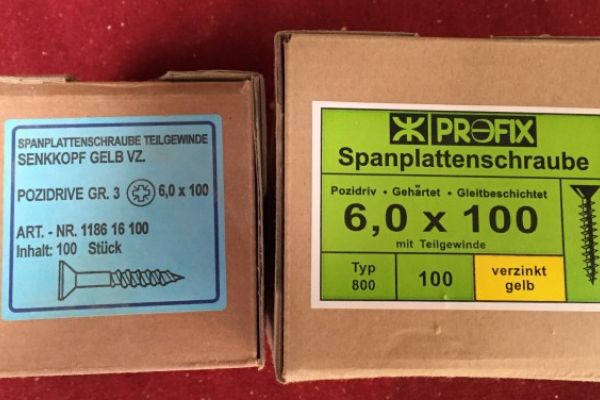 SPANPLATTENSCHRAUBE TEILGEWINDE
SENKKOPF GELB VZ.
POZIDRIVE GR. 3 6,0 x 100
ART. - NR. 1186 16 100
Inhalt: 100 Stück
PROFIX
Spanplattenschraube
Pozidriv • Gehärtet • Gleitbeschichtet
6,0 x 100
mit Teilgewinde
Typ
800
100
verzinkt
gelb